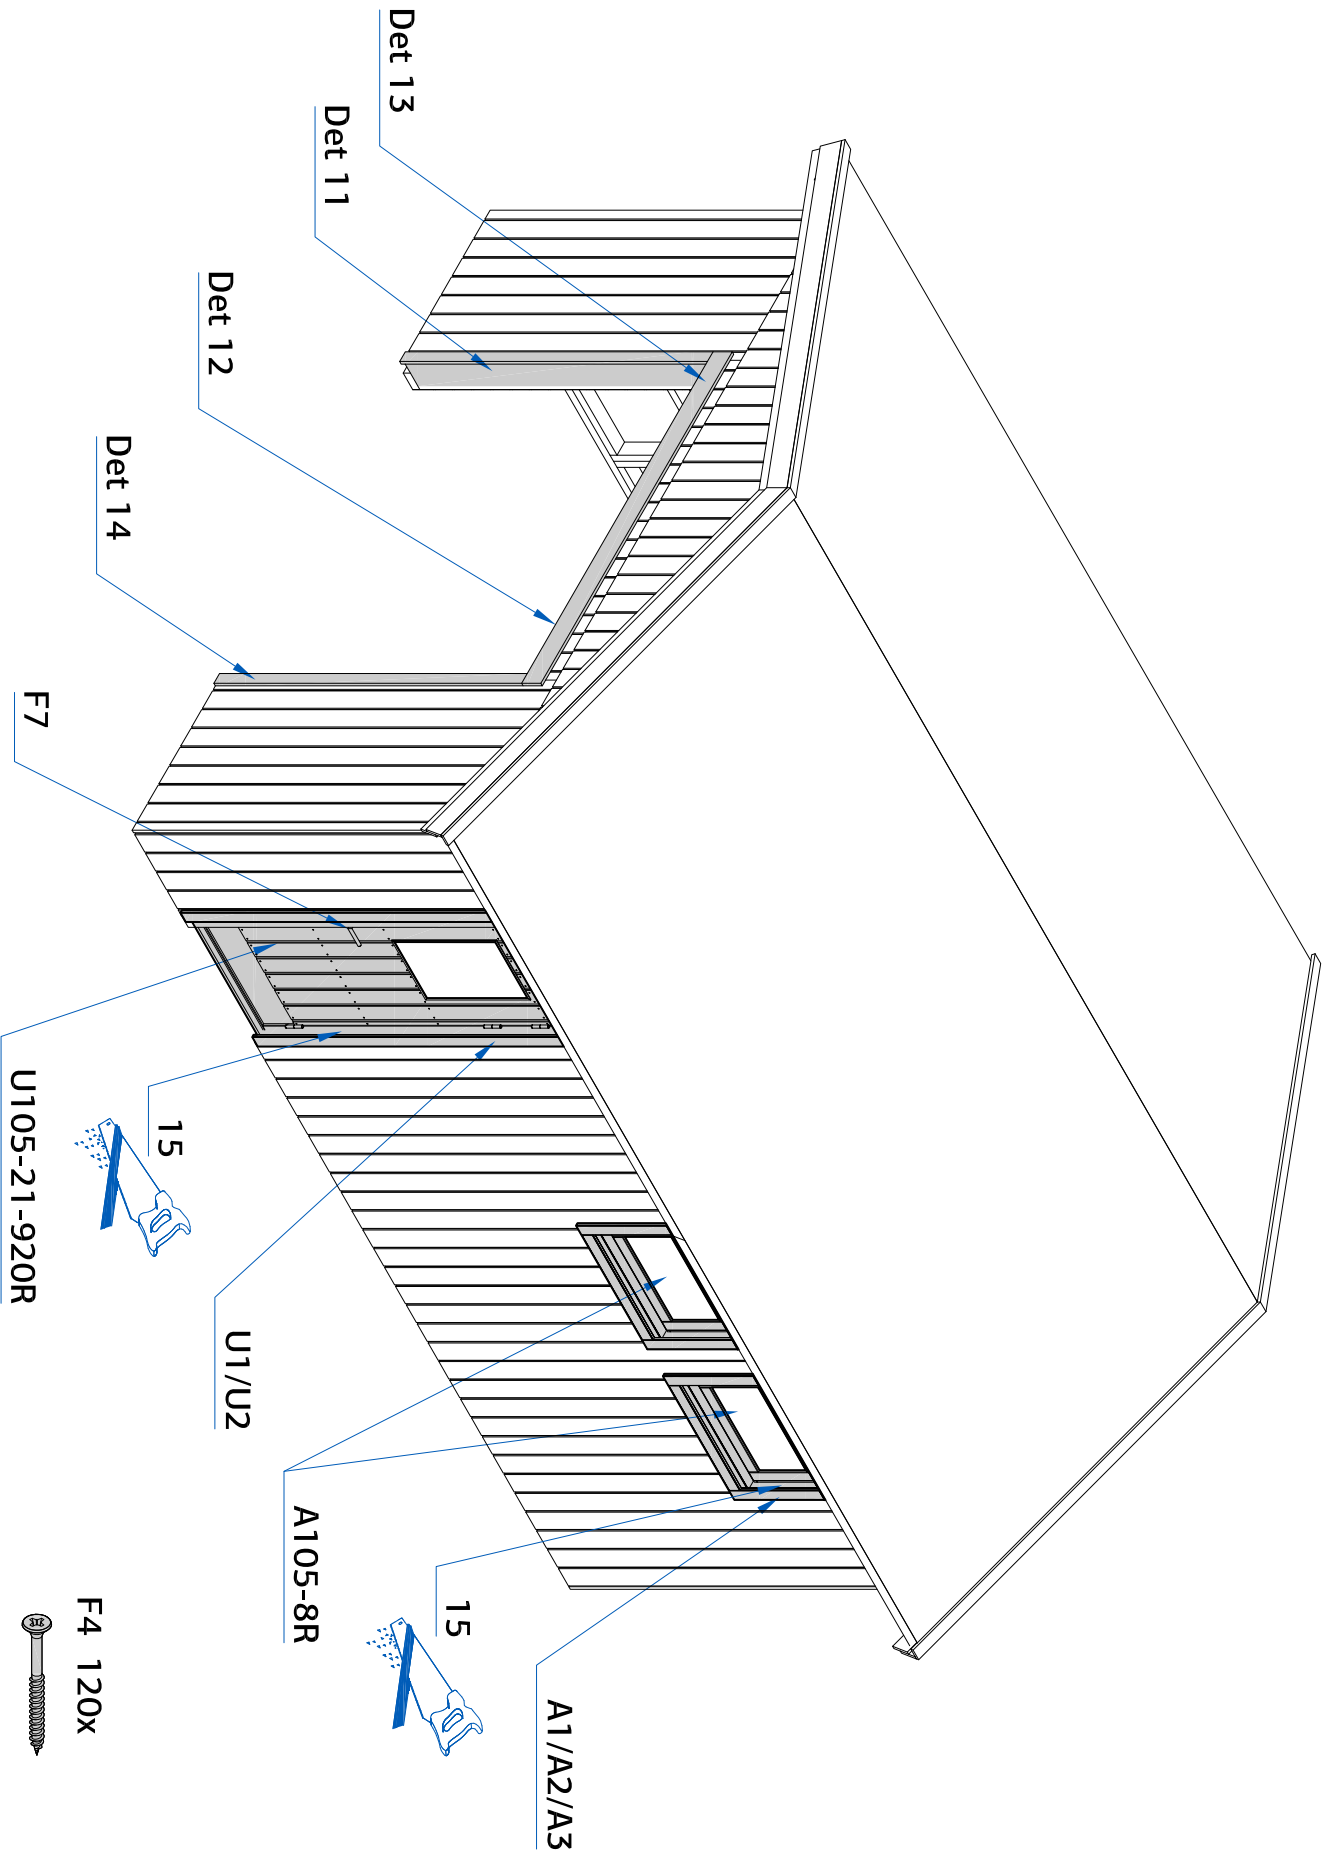 Det 13
Det 11
Det 12
Det 14
F7
U105-21-920R
15
U1/U2
A105-8R
15
A1/A2/A3
F4 120x